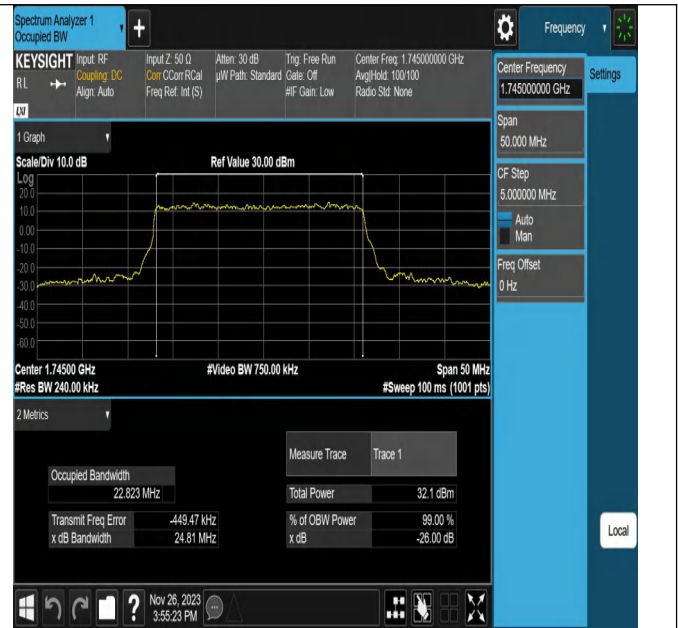 Spectrum Analyzer 1
Occupied BW
+
Frequency
KEYSIGHT
RL
LXI
Input: RF
Coupling: DC
Align: Auto
Input Z: 50 Ω
Corr CCorr RCal
Freq Ref: Int (S)
Atten: 30 dB
µW Path: Standard
Trig: Free Run
Gate: Off
#IF Gain: Low
Center Freq: 1.745000000 GHz
Avg|Hold: 100/100
Radio Std: None
Center Frequency
1.745000000 GHz
Settings
Span
50.000 MHz
CF Step
5.000000 MHz
Auto
Man
Freq Offset
0 Hz
1 Graph
Scale/Div 10.0 dB
Ref Value 30.00 dBm
Log
20.0
10.0
0.00
-10.0
-20.0
-30.0
-40.0
-50.0
-60.0
Center 1.74500 GHz
#Video BW 750.00 kHz
Span 50 MHz
#Res BW 240.00 kHz
#Sweep 100 ms (1001 pts)
2 Metrics
Measure Trace Trace 1
Occupied Bandwidth
22.823 MHz
Total Power 32.1 dBm
Transmit Freq Error -449.47 kHz
% of OBW Power 99.00 %
x dB Bandwidth 24.81 MHz
x dB -26.00 dB
Local
?
Nov 26, 2023
3:55:23 PM